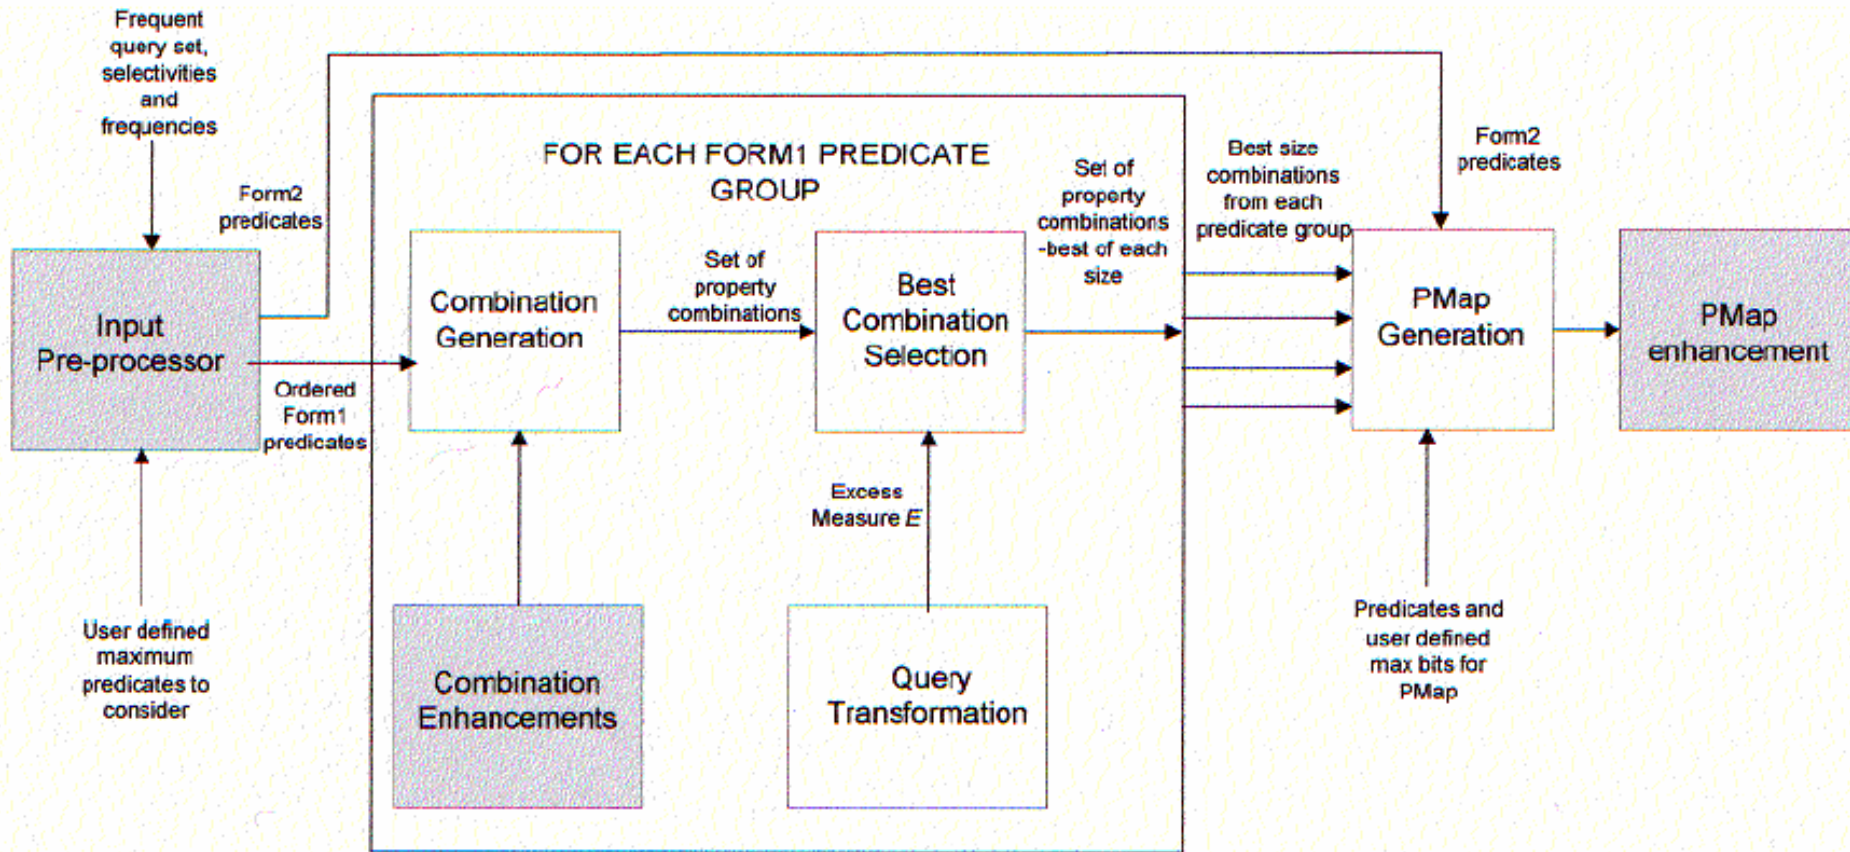 Frequent
query set,
selectivities
and
frequencies
Form2
predicates
FOR EACH FORM1 PREDICATE
GROUP
Set of
property
combinations
-best of each
size
Best size
combinations
from each
predicate group
Form2
predicates
Input
Pre-processor
Ordered
Form1
predicates
Combination
Generation
Set of
property
combinations
Best
Combination
Selection
PMap
Generation
PMap
enhancement
Excess
Measure E
User defined
maximum
predicates to
consider
Combination
Enhancements
Query
Transformation
Predicates and
user defined
max bits for
PMap